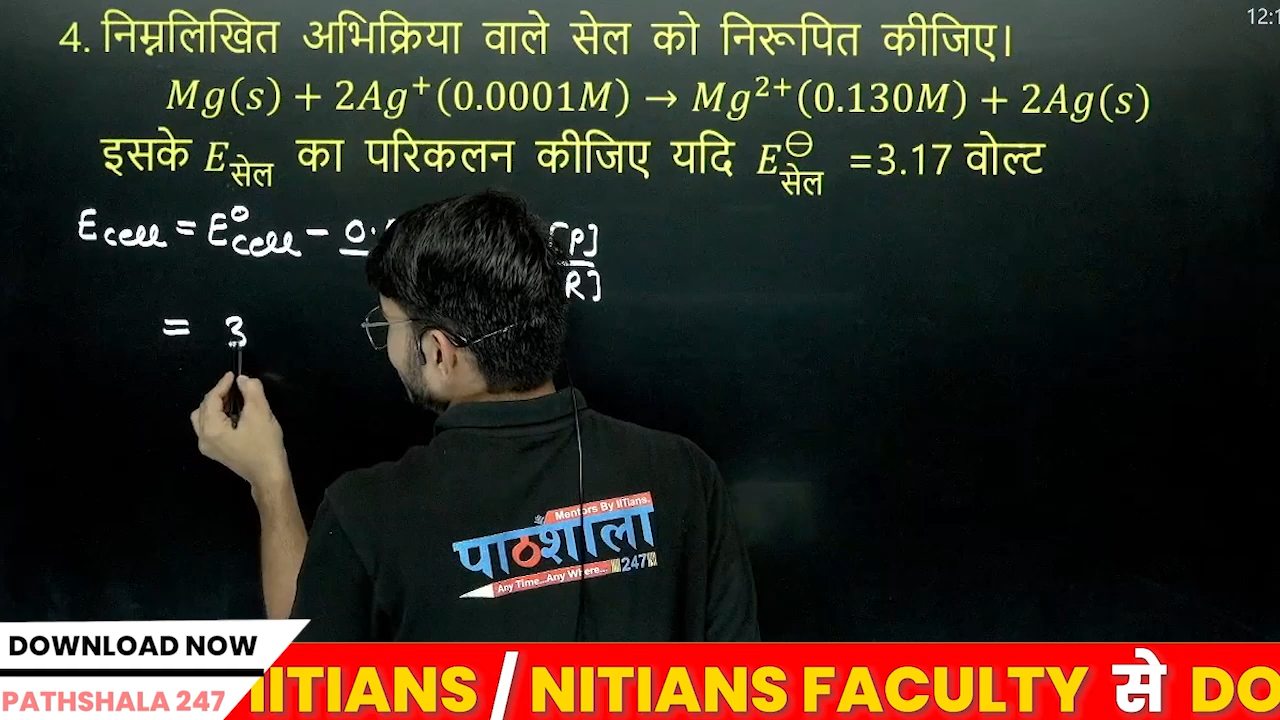 12:1
4. निम्नलिखित अभिक्रिया वाले सेल को निरूपित कीजिए।
Mg(s) + 2Ag⁺(0.0001M) → Mg²⁺(0.130M) + 2Ag(s)
इसके E सेल का परिकलन कीजिए यदि E⊖ सेल =3.17 वोल्ट
E cell = E° cell - 0. [P]
R]
= 3
Mentors By IITians.
पाठशाला
Any Time...Any Where... 247
DOWNLOAD NOW
PATHSHALA 247
IITIANS / NITIANS FACULTY से DO